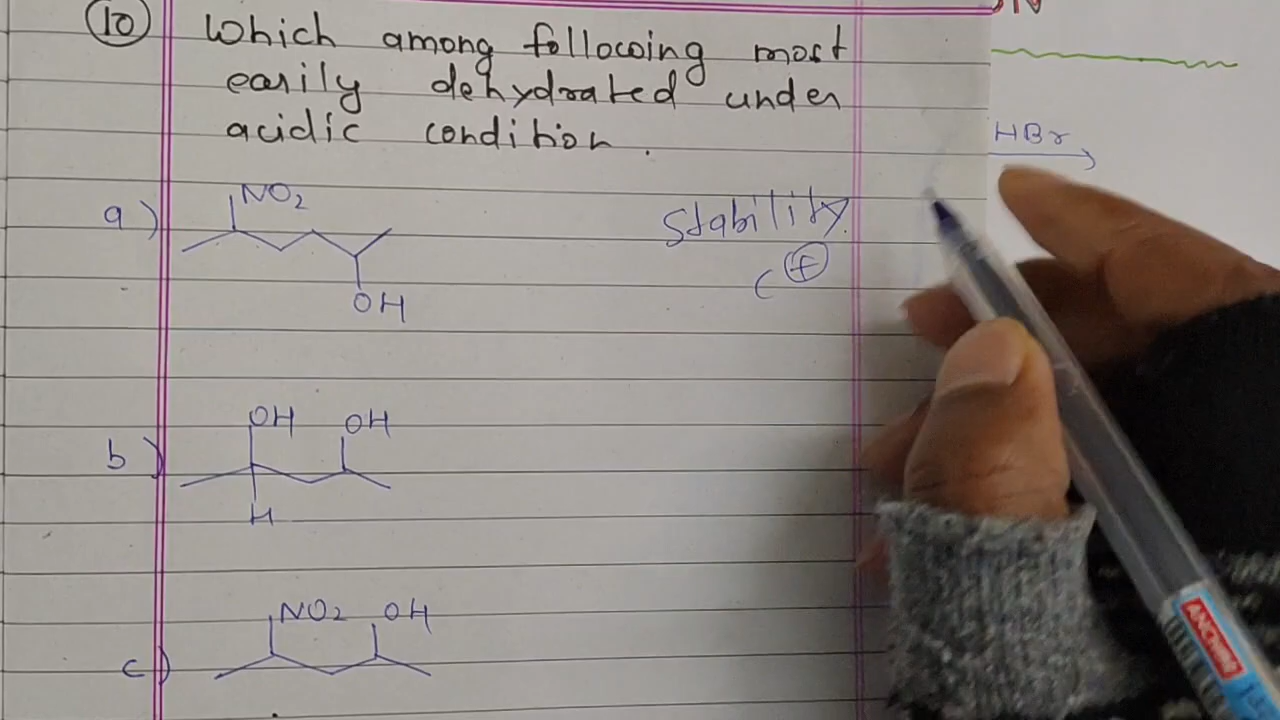 10 Which among following most
easily dehydrated under
acidic condition.
HBr
a) NO2
OH
Stability
C+
b) OH OH
H
c) NO2 OH